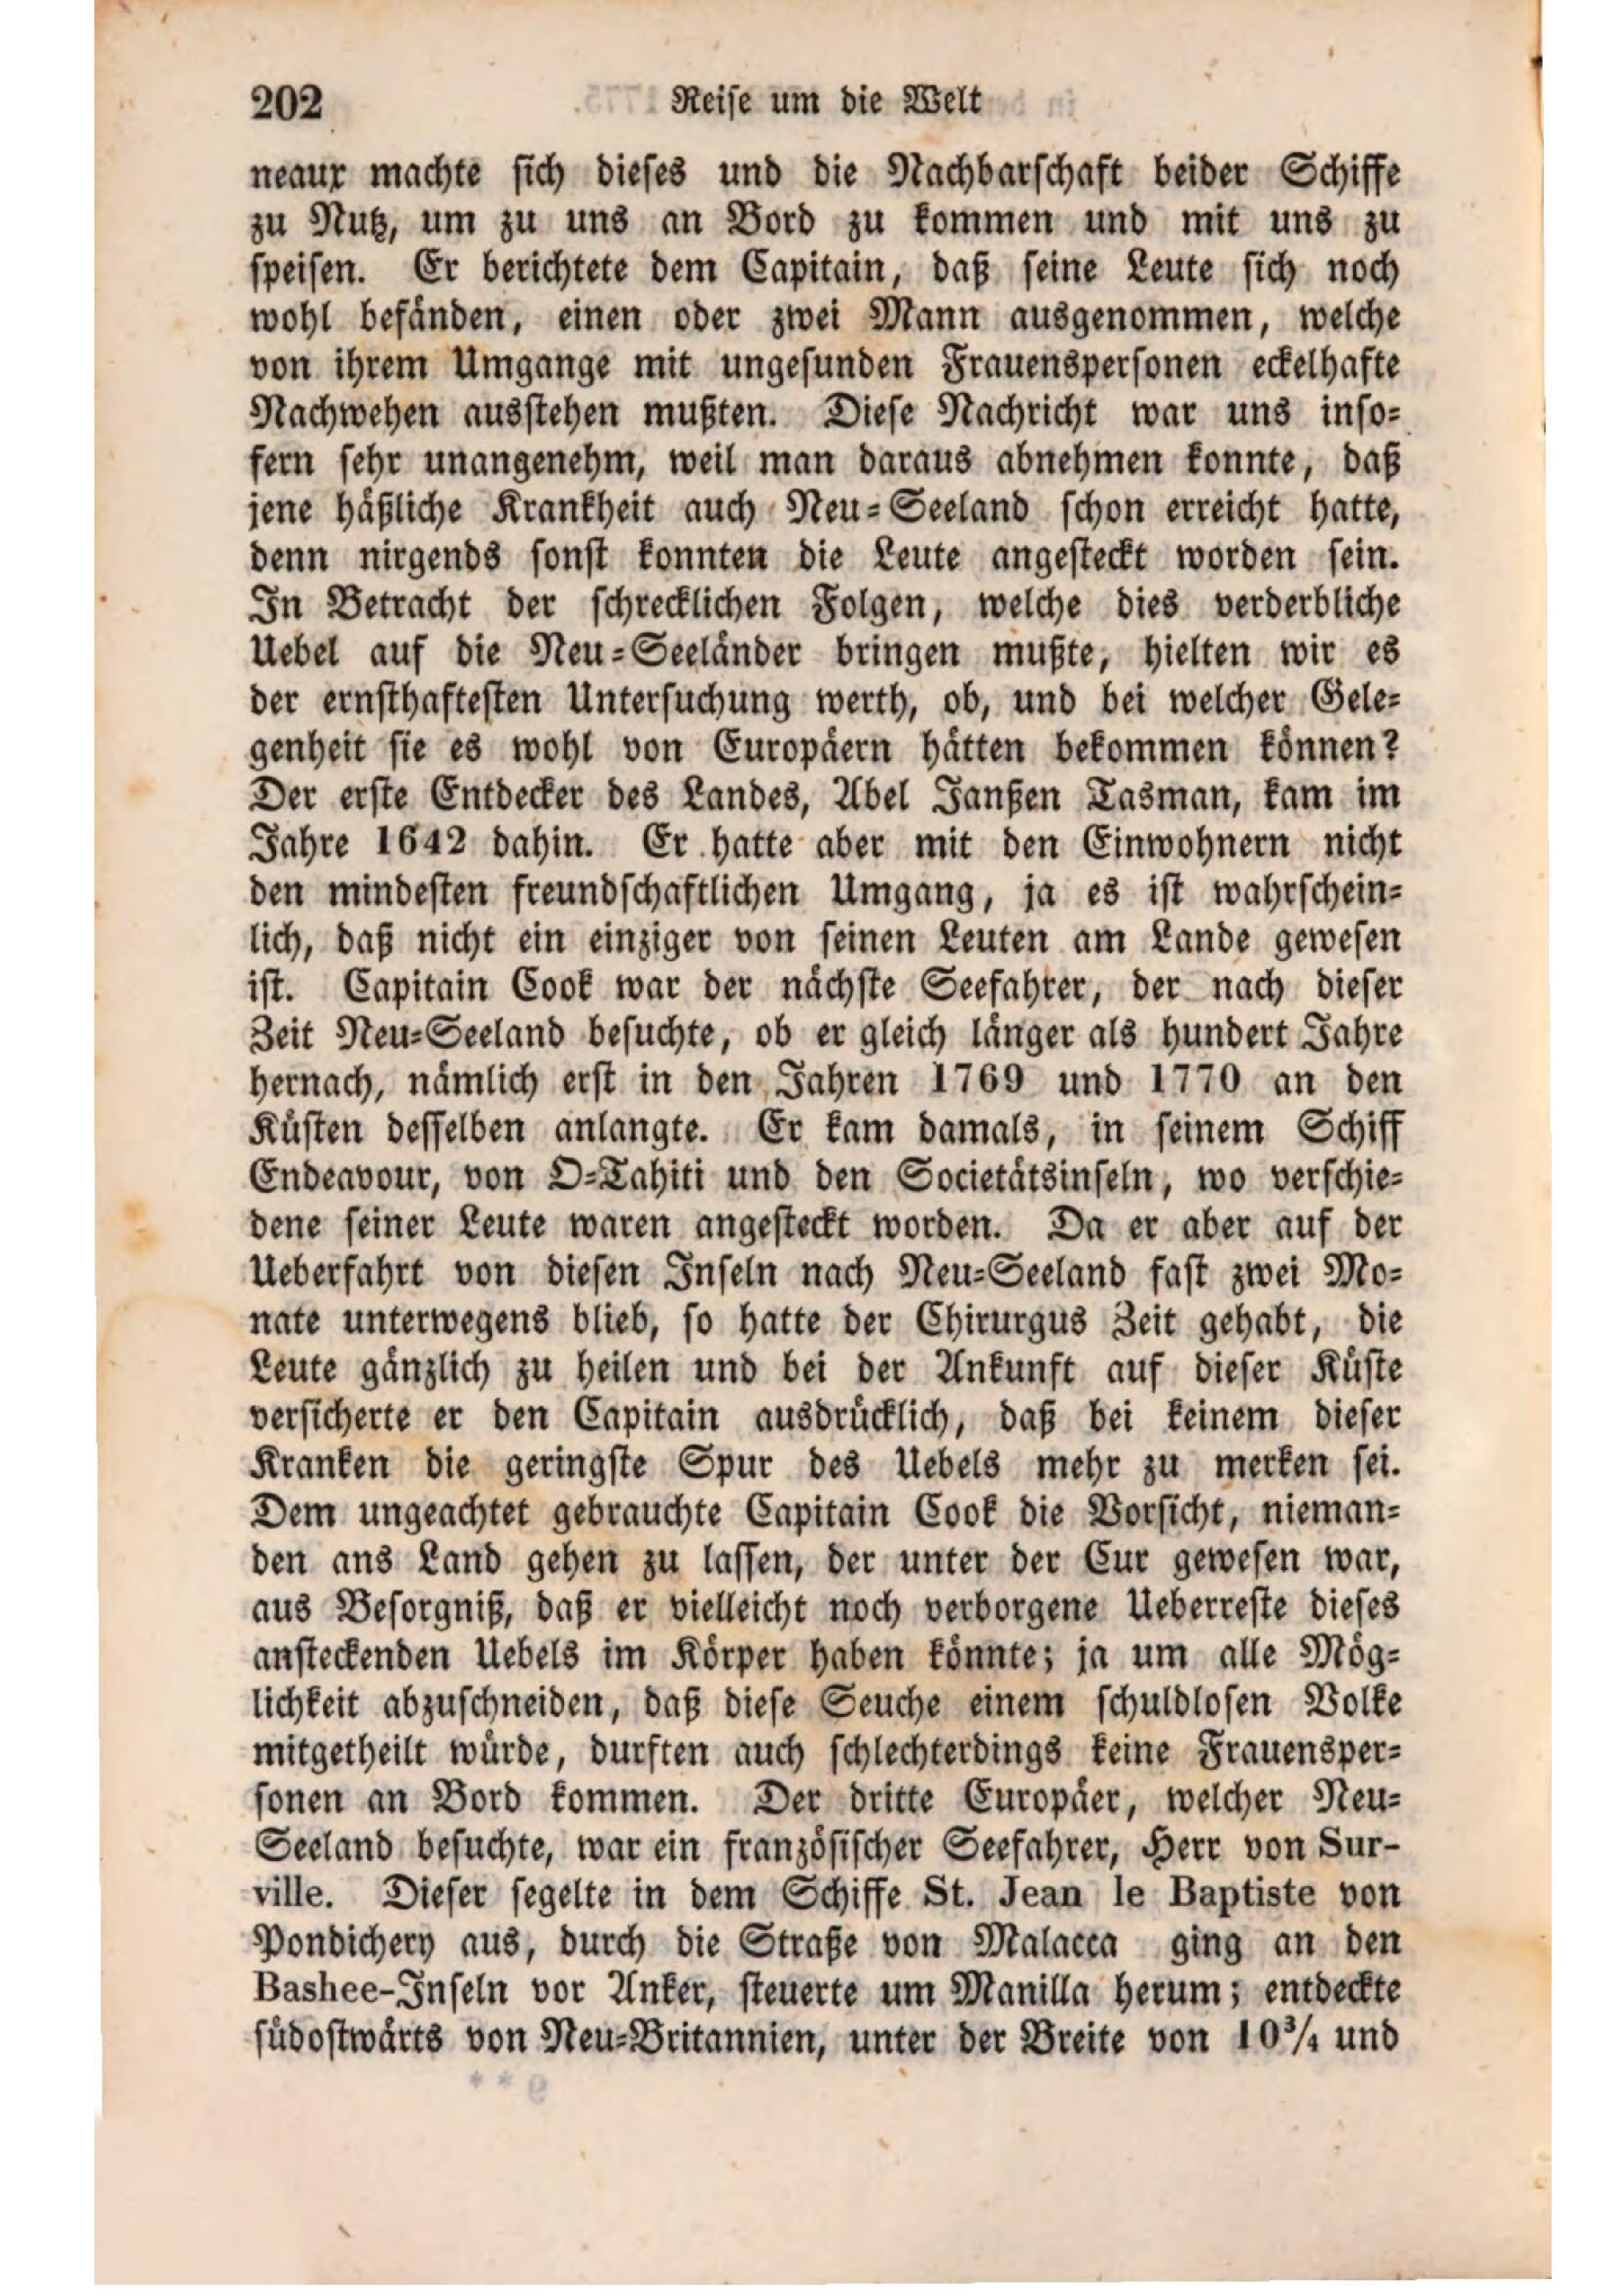 202 Reise um die Welt
neaux machte sich dieses und die Nachbarschaft beider Schiffe
zu Nutz, um zu uns an Bord zu kommen und mit uns zu
speisen. Er berichtete dem Capitain, daß seine Leute sich noch
wohl befänden, einen oder zwei Mann ausgenommen, welche
von ihrem Umgange mit ungesunden Frauenspersonen eckelhafte
Nachwehen ausstehen mußten. Diese Nachricht war uns inso-
fern sehr unangenehm, weil man daraus abnehmen konnte, daß
jene häßliche Krankheit auch Neu-Seeland schon erreicht hatte,
denn nirgends sonst konnten die Leute angesteckt worden sein.
In Betracht der schrecklichen Folgen, welche dies verderbliche
Uebel auf die Neu-Seeländer bringen mußte, hielten wir es
der ernsthaftesten Untersuchung werth, ob, und bei welcher Gele-
genheit sie es wohl von Europäern hätten bekommen können?
Der erste Entdecker des Landes, Abel Janßen Tasman, kam im
Jahre 1642 dahin. Er hatte aber mit den Einwohnern nicht
den mindesten freundschaftlichen Umgang, ja es ist wahrschein-
lich, daß nicht ein einziger von seinen Leuten am Lande gewesen
ist. Capitain Cook war der nächste Seefahrer, der nach dieser
Zeit Neu-Seeland besuchte, ob er gleich länger als hundert Jahre
hernach, nämlich erst in den Jahren 1769 und 1770 an den
Küsten desselben anlangte. Er kam damals, in seinem Schiff
Endeavour, von O-Tahiti und den Societätsinseln, wo verschie-
dene seiner Leute waren angesteckt worden. Da er aber auf der
Ueberfahrt von diesen Inseln nach Neu-Seeland fast zwei Mo-
nate unterwegens blieb, so hatte der Chirurgus Zeit gehabt, die
Leute gänzlich zu heilen und bei der Ankunft auf dieser Küste
versicherte er den Capitain ausdrücklich, daß bei keinem dieser
Kranken die geringste Spur des Uebels mehr zu merken sei.
Dem ungeachtet gebrauchte Capitain Cook die Vorsicht, nieman-
den ans Land gehen zu lassen, der unter der Cur gewesen war,
aus Besorgniß, daß er vielleicht noch verborgene Ueberreste dieses
ansteckenden Uebels im Körper haben könnte; ja um alle Mög-
lichkeit abzuschneiden, daß diese Seuche einem schuldlosen Volke
mitgetheilt würde, durften auch schlechterdings keine Frauensper-
sonen an Bord kommen. Der dritte Europäer, welcher Neu-
Seeland besuchte, war ein französischer Seefahrer, Herr von Sur-
ville. Dieser segelte in dem Schiffe St. Jean le Baptiste von
Pondichery aus, durch die Straße von Malacca ging an den
Bashee-Inseln vor Anker, steuerte um Manilla herum; entdeckte
südostwärts von Neu-Britannien, unter der Breite von 10¾ und